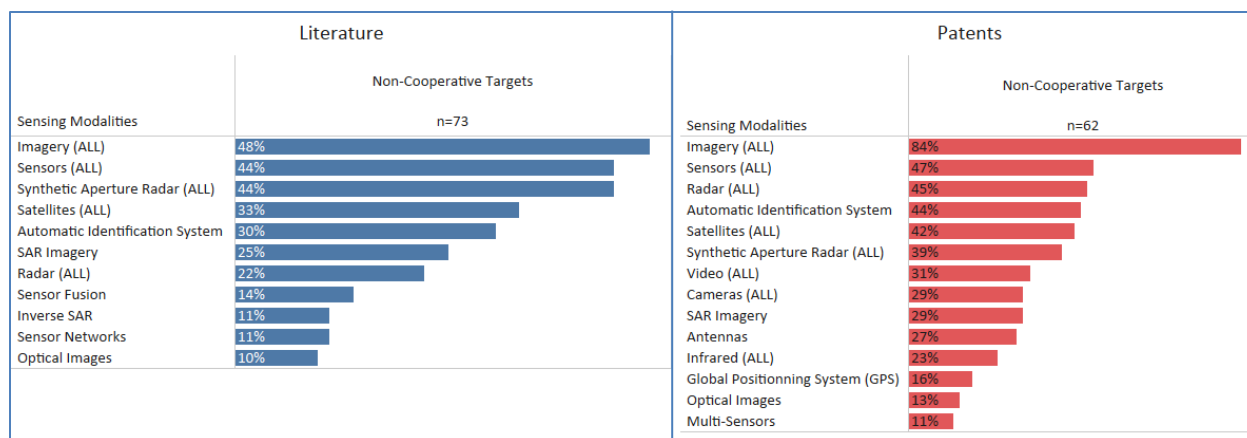 Literature
Non-Cooperative Targets
Sensing Modalities n=73
Imagery (ALL) 48%
Sensors (ALL) 44%
Synthetic Aperture Radar (ALL) 44%
Satellites (ALL) 33%
Automatic Identification System 30%
SAR Imagery 25%
Radar (ALL) 22%
Sensor Fusion 14%
Inverse SAR 11%
Sensor Networks 11%
Optical Images 10%
Patents
Non-Cooperative Targets
Sensing Modalities n=62
Imagery (ALL) 84%
Sensors (ALL) 47%
Radar (ALL) 45%
Automatic Identification System 44%
Satellites (ALL) 42%
Synthetic Aperture Radar (ALL) 39%
Video (ALL) 31%
Cameras (ALL) 29%
SAR Imagery 29%
Antennas 27%
Infrared (ALL) 23%
Global Positionning System (GPS) 16%
Optical Images 13%
Multi-Sensors 11%